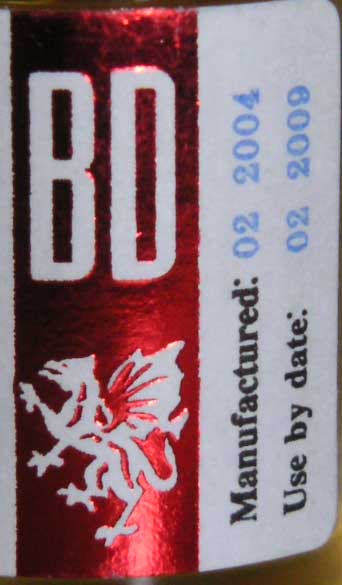 BD
Manufactured: 02 2004
Use by date: 02 2009